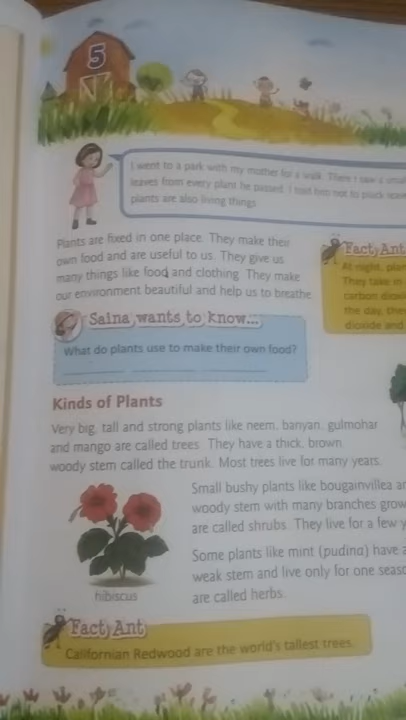 5
I went to a park with my mother for a walk. There I saw a small
leaves from every plant he passed. I told him not to pluck
plants are also living things.
Plants are fixed in one place. They make their
own food and are useful to us. They give us
many things like food and clothing. They make
our environment beautiful and help us to breathe.
Fact Ant
At night, plan
They take in
carbon dioxi
the day, they
dioxide and
Saina wants to know...
What do plants use to make their own food?
Kinds of Plants
Very big, tall and strong plants like neem, banyan, gulmohar
and mango are called trees. They have a thick, brown,
woody stem called the trunk. Most trees live for many years.
Small bushy plants like bougainvillea an
woody stem with many branches grow
are called shrubs. They live for a few y
Some plants like mint (pudina) have a
weak stem and live only for one seaso
are called herbs.
hibiscus
Fact Ant
Californian Redwood are the world's tallest trees.